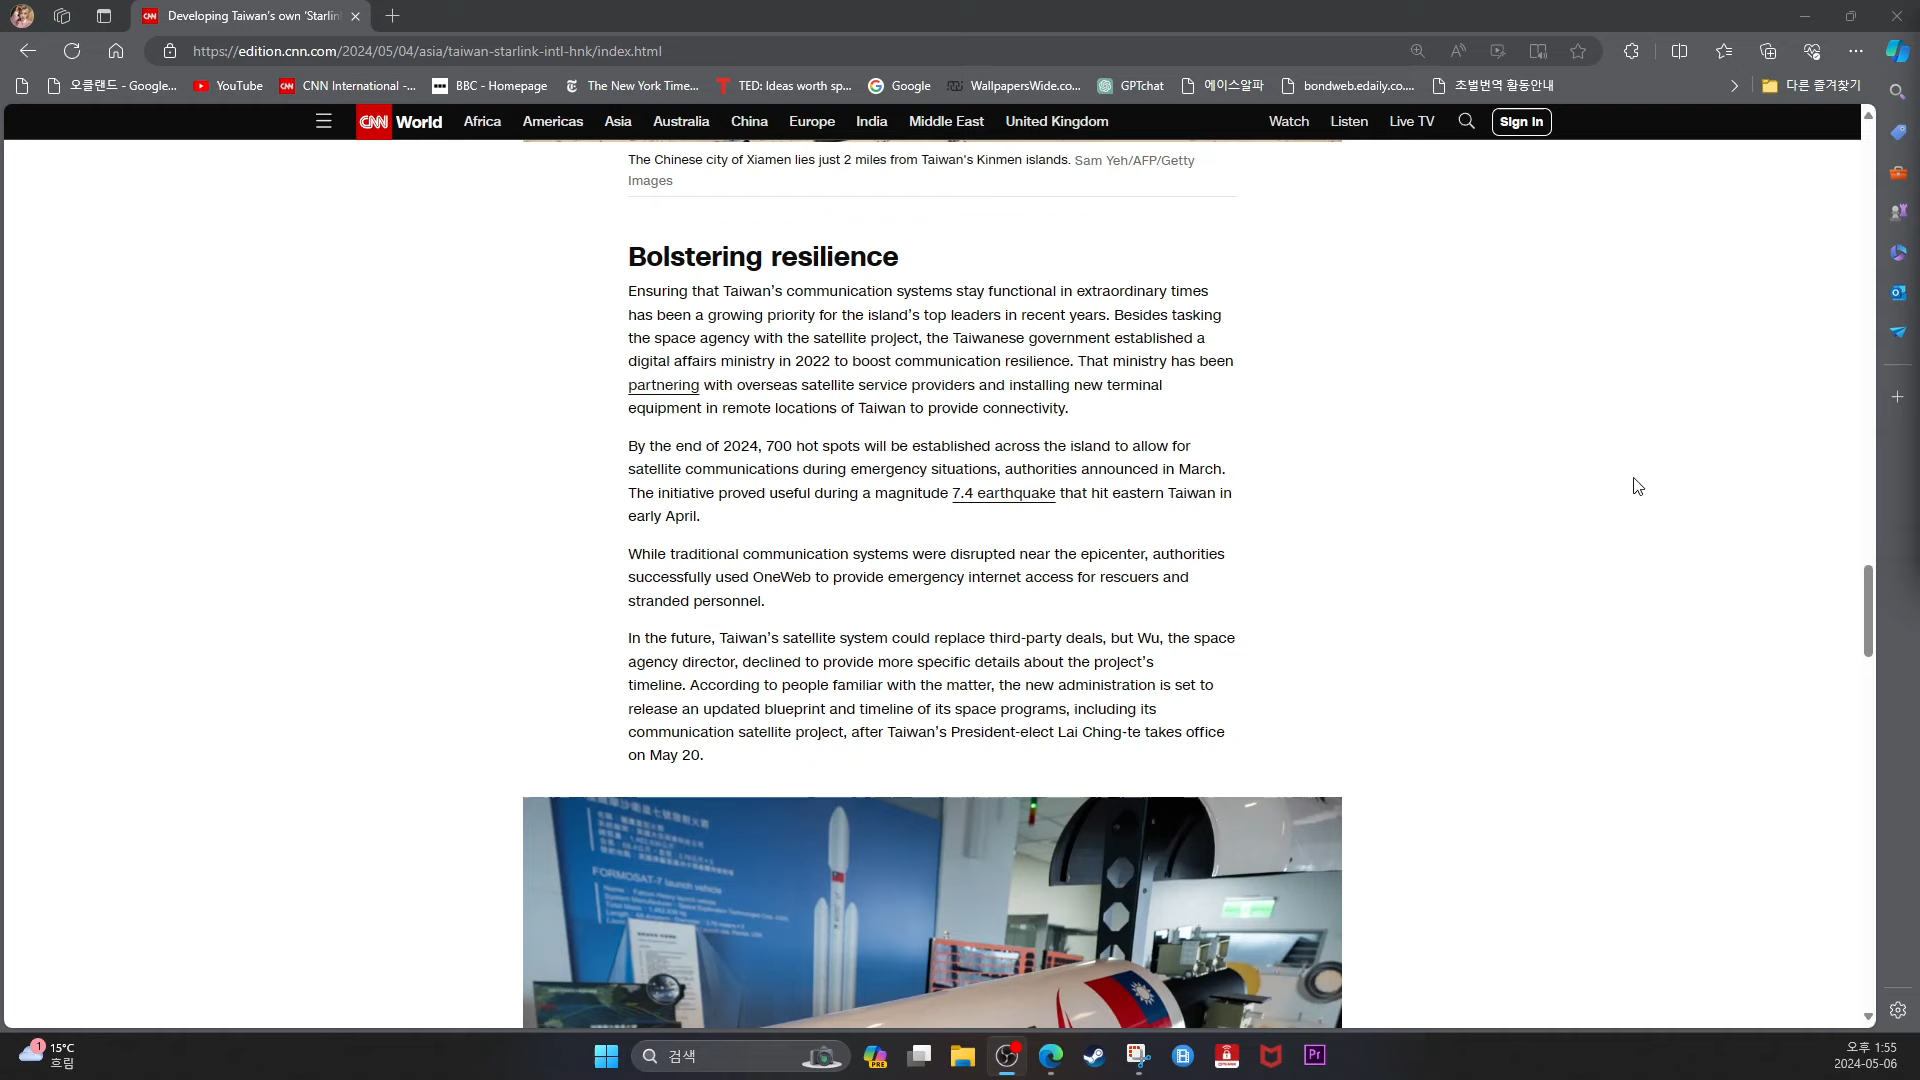 Developing Taiwan's own 'Starlin
https://edition.cnn.com/2024/05/04/asia/taiwan-starlink-intl-hnk/index.html
오클랜드 - Google...
YouTube
CNN International -...
BBC - Homepage
The New York Time...
TED: Ideas worth sp...
Google
WallpapersWide.co...
GPTchat
에이스알파
bondweb.edaily.co....
초벌번역 활동안내
다른 즐겨찾기
CNN World
Africa
Americas
Asia
Australia
China
Europe
India
Middle East
United Kingdom
Watch
Listen
Live TV
Sign in
The Chinese city of Xiamen lies just 2 miles from Taiwan's Kinmen islands. Sam Yeh/AFP/Getty
Images
Bolstering resilience
Ensuring that Taiwan's communication systems stay functional in extraordinary times
has been a growing priority for the island's top leaders in recent years. Besides tasking
the space agency with the satellite project, the Taiwanese government established a
digital affairs ministry in 2022 to boost communication resilience. That ministry has been
partnering with overseas satellite service providers and installing new terminal
equipment in remote locations of Taiwan to provide connectivity.
By the end of 2024, 700 hot spots will be established across the island to allow for
satellite communications during emergency situations, authorities announced in March.
The initiative proved useful during a magnitude 7.4 earthquake that hit eastern Taiwan in
early April.
While traditional communication systems were disrupted near the epicenter, authorities
successfully used OneWeb to provide emergency internet access for rescuers and
stranded personnel.
In the future, Taiwan's satellite system could replace third-party deals, but Wu, the space
agency director, declined to provide more specific details about the project's
timeline. According to people familiar with the matter, the new administration is set to
release an updated blueprint and timeline of its space programs, including its
communication satellite project, after Taiwan's President-elect Lai Ching-te takes office
on May 20.
FORMOSAT-7 launch vehicle
1
15°C
흐림
검색
PRE
Pr
오후 1:55
2024-05-06